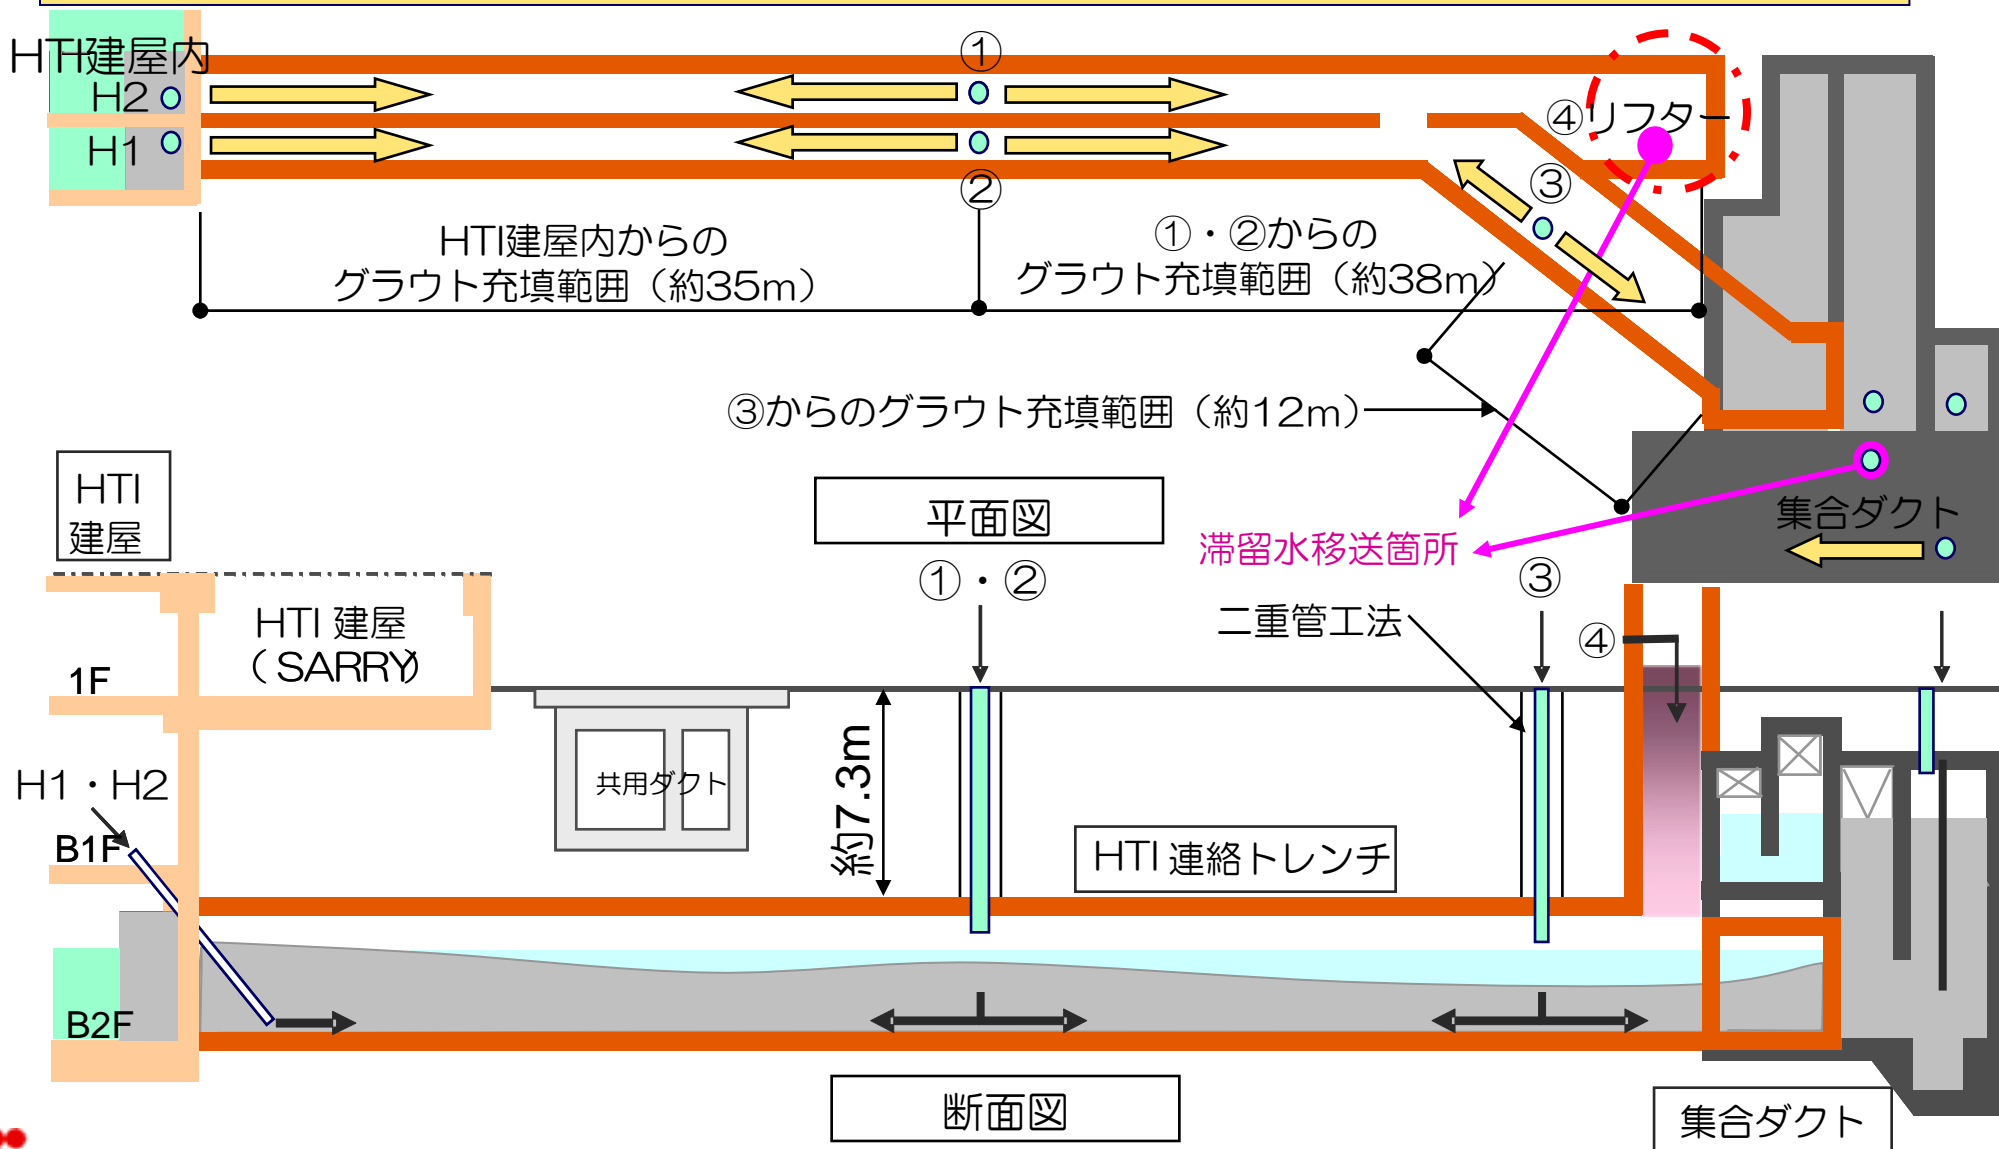 HTI建屋内
①
H2
④リフター
H1
②
③
HTI建屋内からの
グラウト充填範囲（約35m）
①・②からの
グラウト充填範囲（約38m）
③からのグラウト充填範囲（約12m）
HTI
建屋
平面図
集合ダクト
滞留水移送箇所
①・②
③
二重管工法
④
HTI 建屋
（SARRY）
1F
共用ダクト
約7.3m
H1・H2
B1F
HTI 連絡トレンチ
B2F
断面図
集合ダクト